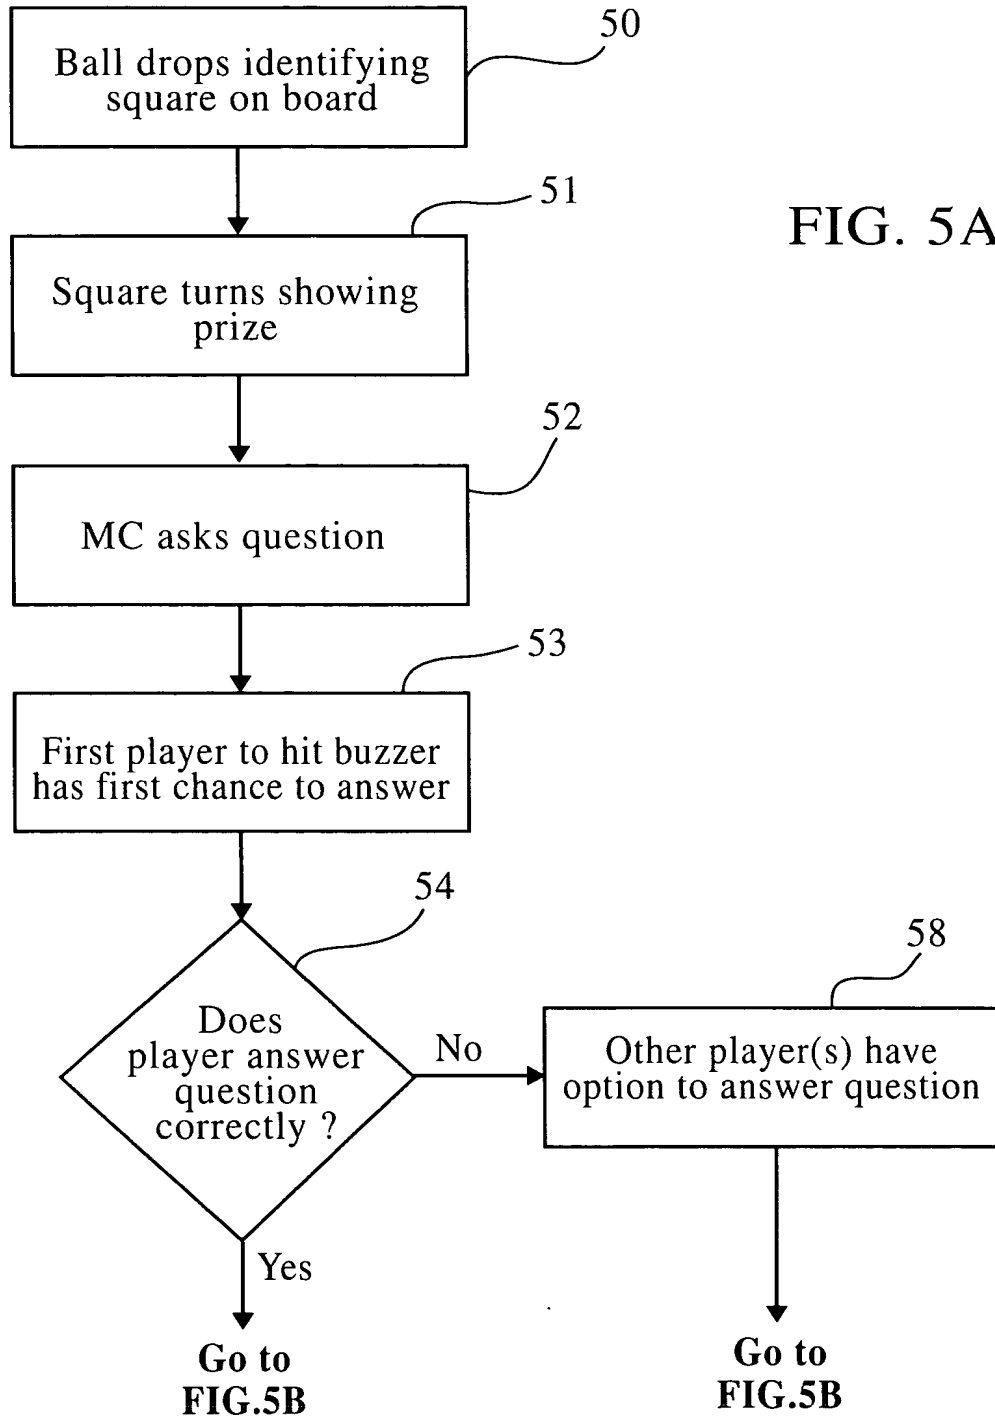 50
Ball drops identifying
square on board
51
FIG. 5A
Square turns showing
prize
52
MC asks question
53
First player to hit buzzer
has first chance to answer
54
Does
player answer
question
correctly ?
No
58
Other player(s) have
option to answer question
Yes
Go to
FIG.5B
Go to
FIG.5B